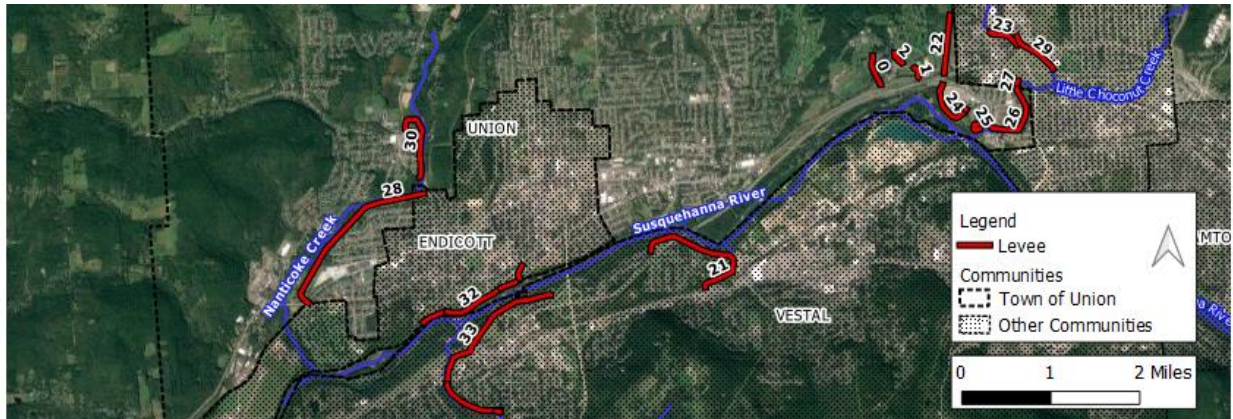 23
29
22
2
0
1
27
Little Choconut Creek
24
25
26
30
UNION
28
Susquehanna River
Nanticoke Creek
ENDICOTT
21
32
VESTAL
33
Legend
Levee
Communities
Town of Union
Other Communities
0 1 2 Miles